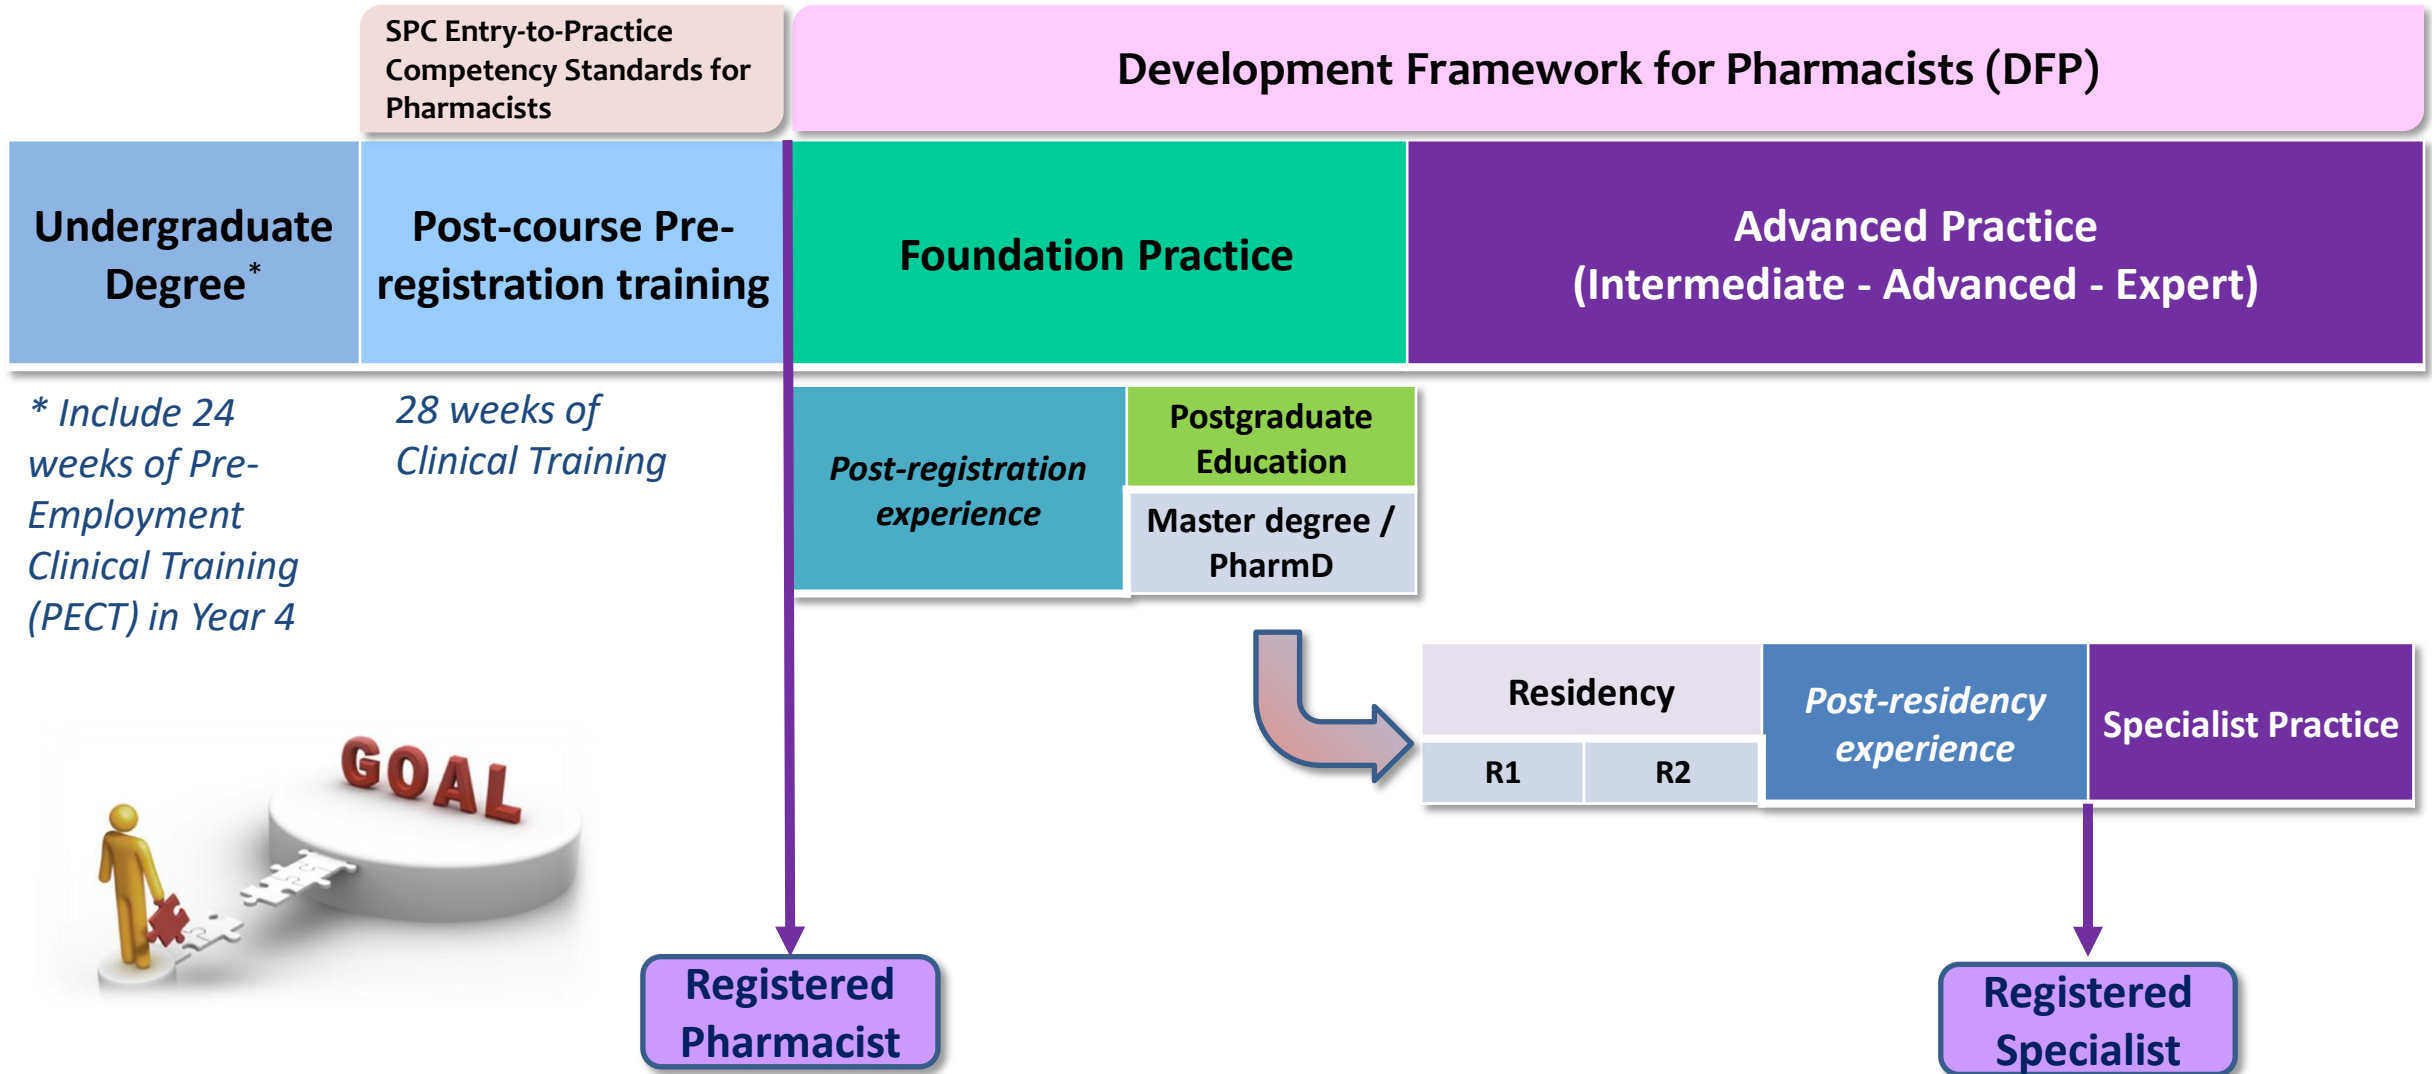 SPC Entry-to-Practice
Competency Standards for
Pharmacists
Development Framework for Pharmacists (DFP)
Undergraduate
Degree*
Post-course Pre-
registration training
Foundation Practice
Advanced Practice
(Intermediate - Advanced - Expert)
* Include 24
weeks of Pre-
Employment
Clinical Training
(PECT) in Year 4
28 weeks of
Clinical Training
Post-registration
experience
Postgraduate
Education
Master degree /
PharmD
Residency
R1
R2
Post-residency
experience
Specialist Practice
GOAL
Registered
Pharmacist
Registered
Specialist